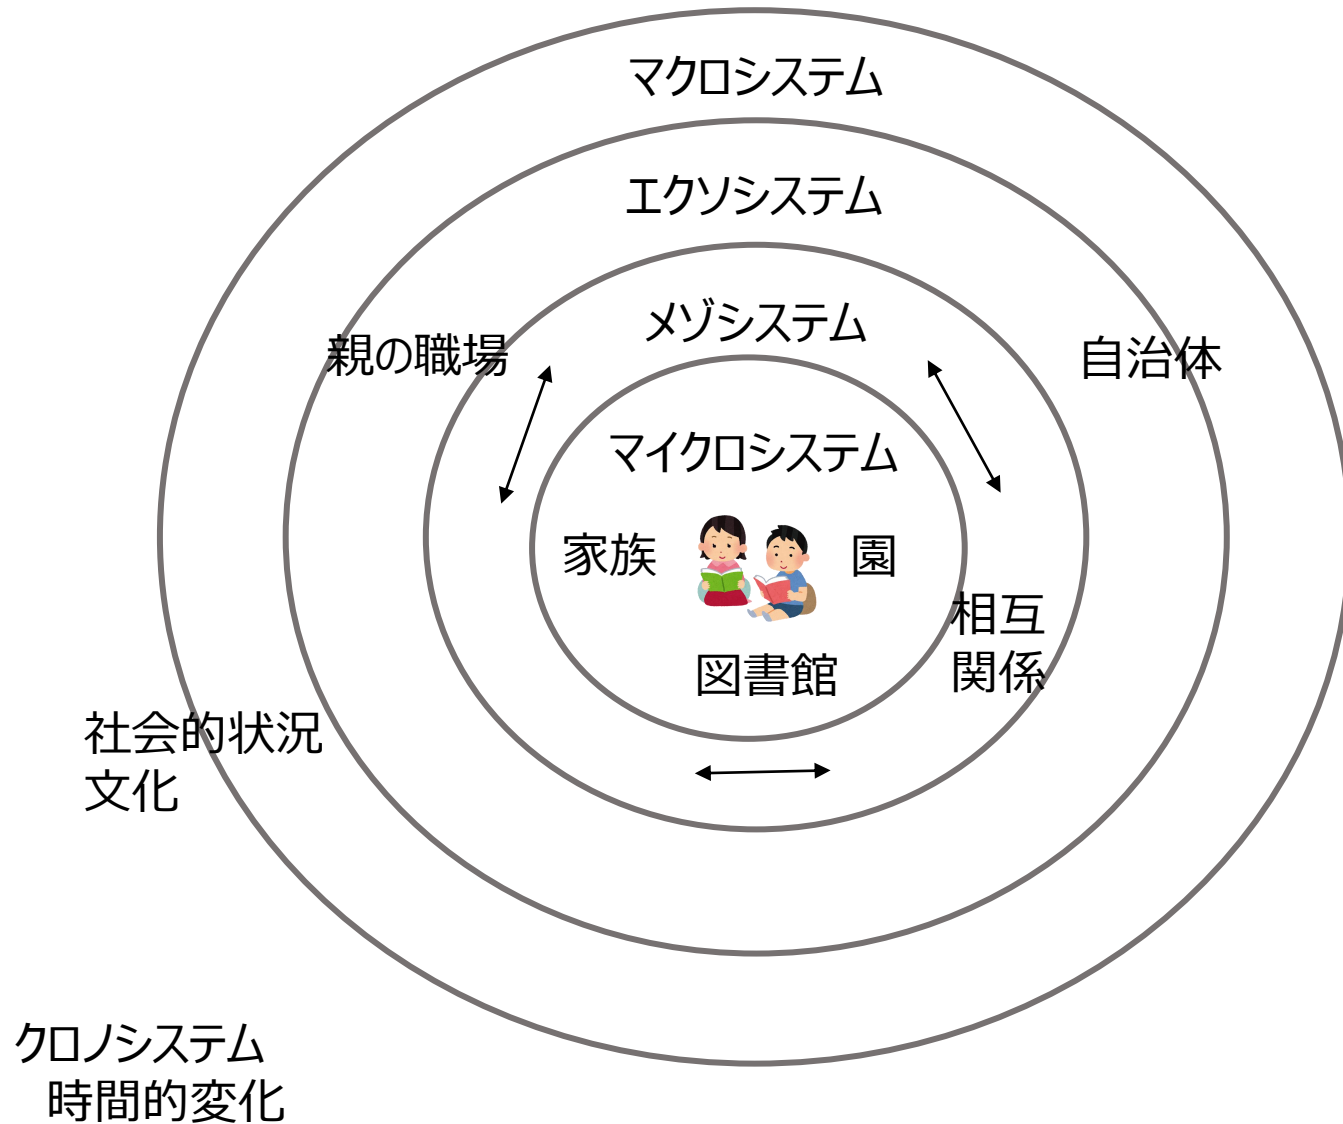 マクロシステム
エクソシステム
メゾシステム
親の職場
自治体
マイクロシステム
家族
園
相互
関係
図書館
社会的状況
文化
クロノシステム
時間的変化